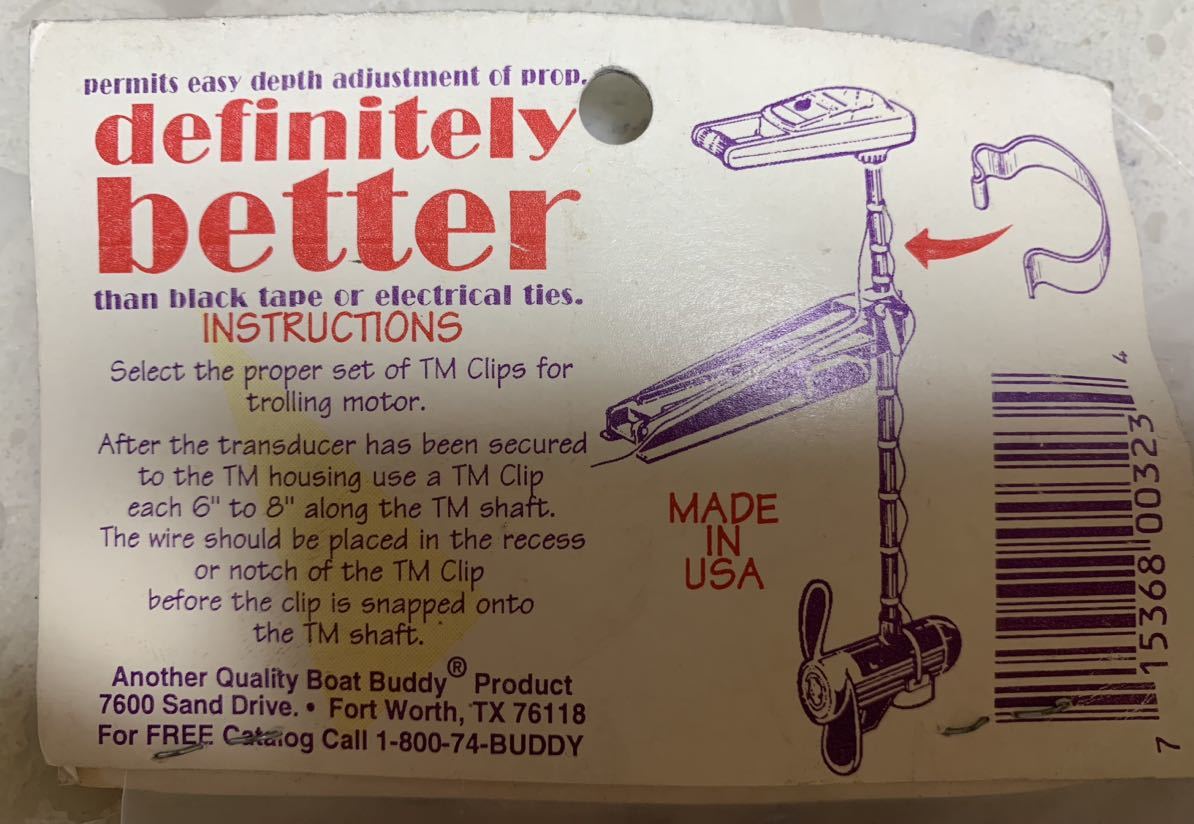 permits easy depth adjustment of prop.
definitely
better
than black tape or electrical ties.
INSTRUCTIONS
Select the proper set of TM Clips for
trolling motor.
After the transducer has been secured
to the TM housing use a TM Clip
each 6" to 8" along the TM shaft.
The wire should be placed in the recess
or notch of the TM Clip
before the clip is snapped onto
the TM shaft.
Another Quality Boat Buddy® Product
7600 Sand Drive. • Fort Worth, TX 76118
For FREE Catalog Call 1-800-74-BUDDY
MADE
IN
USA
7 15368 00323 4